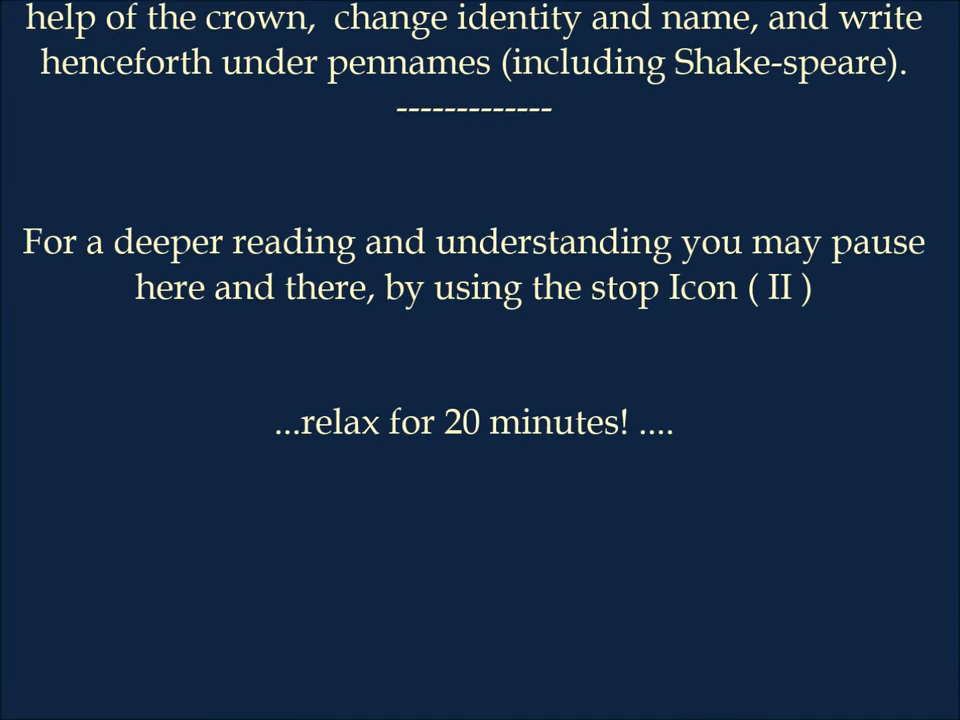 help of the crown,  change identity and name, and write
henceforth under pennames (including Shake-speare).
-------------
For a deeper reading and understanding you may pause
here and there, by using the stop Icon ( II )
...relax for 20 minutes! ....